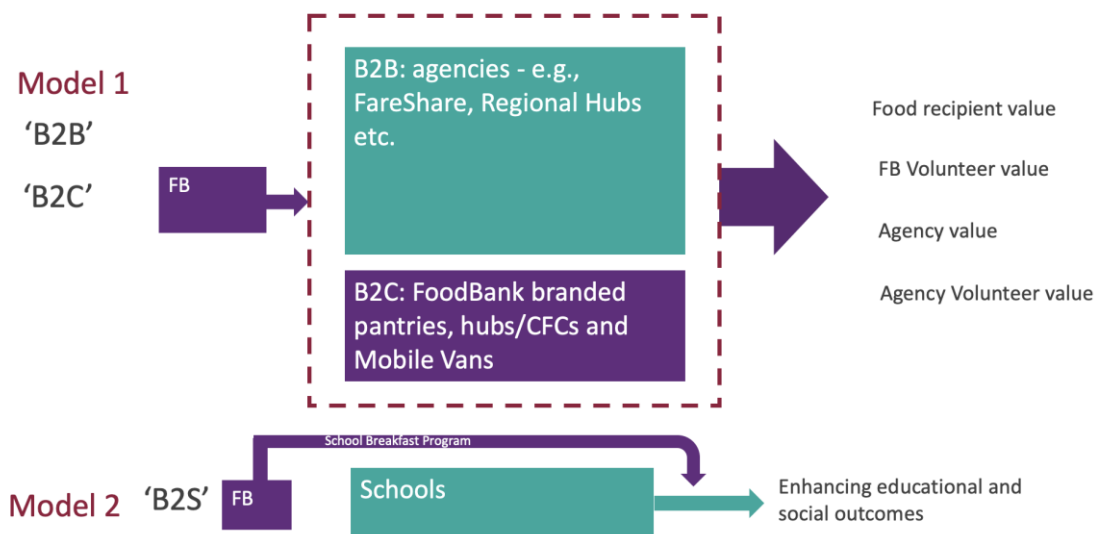 Model 1
‘B2B’
‘B2C’
FB
B2B: agencies - e.g.,
FareShare, Regional Hubs
etc.
B2C: FoodBank branded
pantries, hubs/CFCs and
Mobile Vans
Food recipient value
FB Volunteer value
Agency value
Agency Volunteer value
Model 2
‘B2S’
FB
School Breakfast Program
Schools
Enhancing educational and
social outcomes